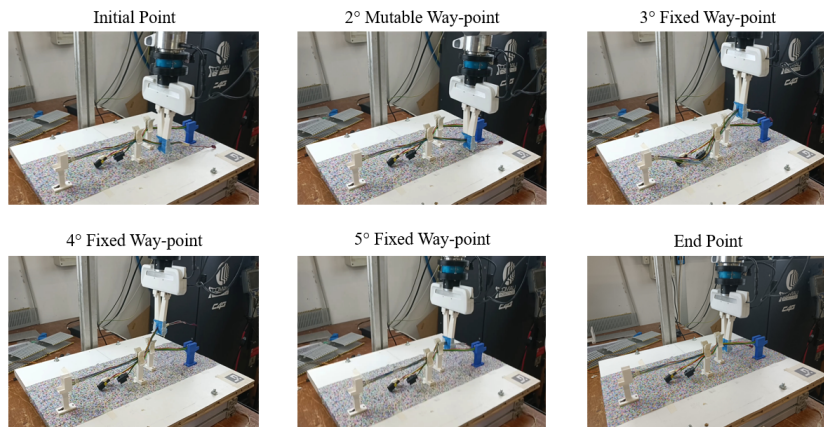 Initial Point
2° Mutable Way-point
3° Fixed Way-point
4° Fixed Way-point
5° Fixed Way-point
End Point